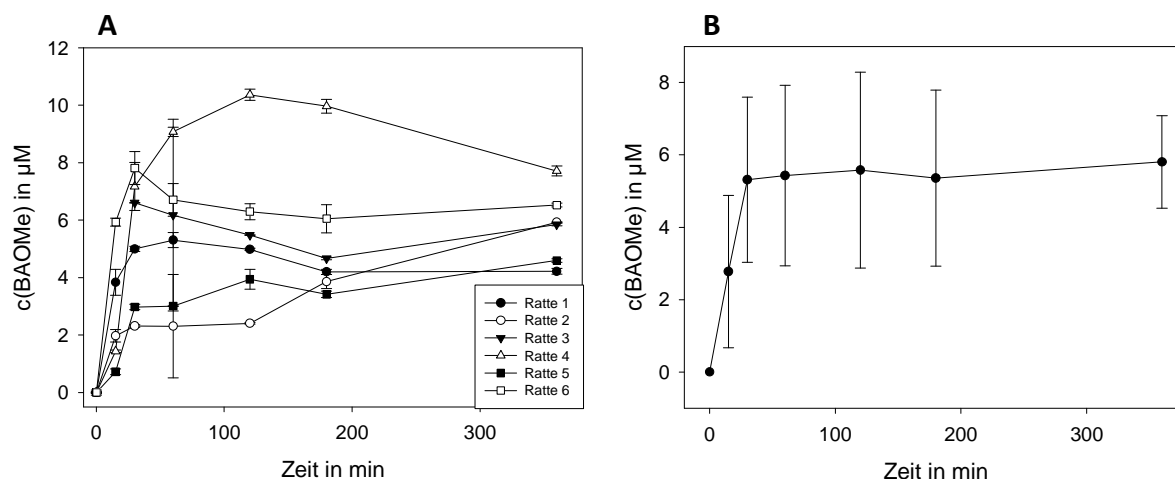 A
c(BAOMe) in µM
12
10
8
6
4
2
0
0
100
200
300
Zeit in min
Ratte 1
Ratte 2
Ratte 3
Ratte 4
Ratte 5
Ratte 6
B
c(BAOMe) in µM
8
6
4
2
0
0
100
200
300
Zeit in min